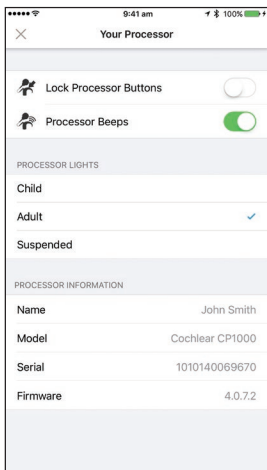 9:41 am
100%
Your Processor
Lock Processor Buttons
Processor Beeps
PROCESSOR LIGHTS
Child
Adult
Suspended
PROCESSOR INFORMATION
Name John Smith
Model Cochlear CP1000
Serial 1010140069670
Firmware 4.0.7.2